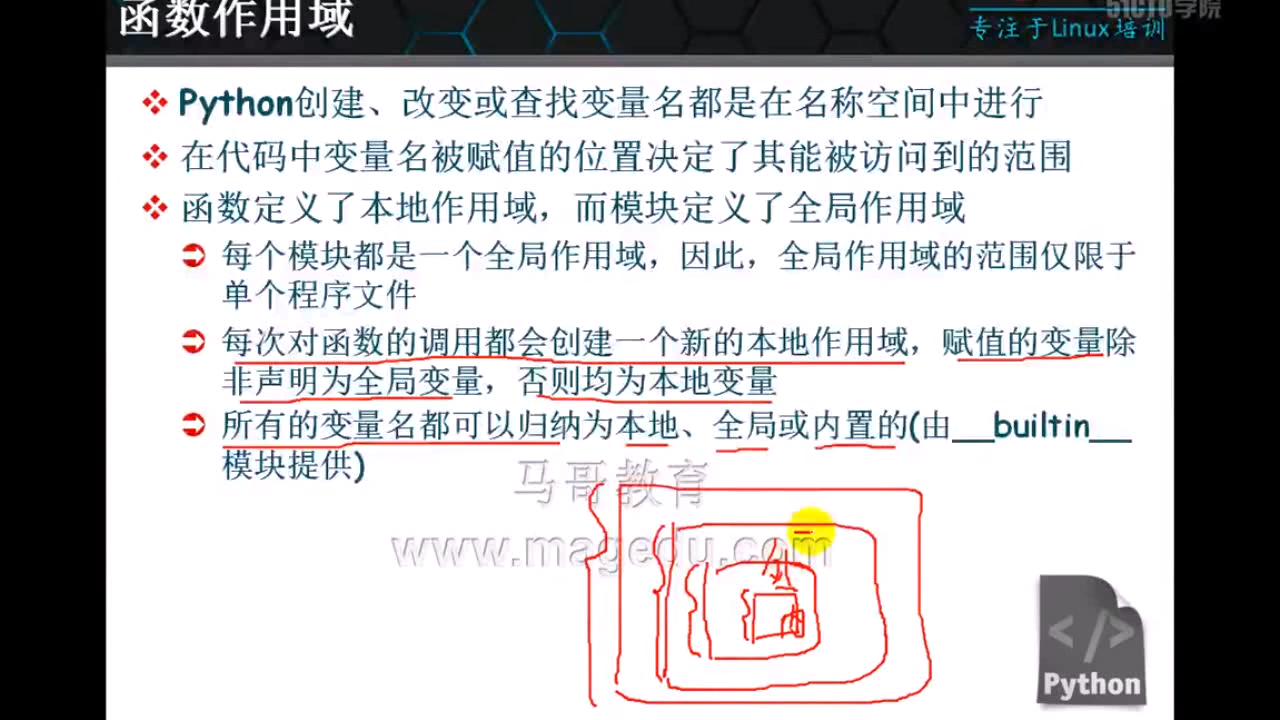 函数作用域
51CTO学院
专注于Linux培训
Python创建、改变或查找变量名都是在名称空间中进行
在代码中变量名被赋值的位置决定了其能被访问到的范围
函数定义了本地作用域，而模块定义了全局作用域
每个模块都是一个全局作用域，因此，全局作用域的范围仅限于
单个程序文件
每次对函数的调用都会创建一个新的本地作用域，赋值的变量除
非声明为全局变量，否则均为本地变量
所有的变量名都可以归纳为本地、全局或内置的(由__builtin__
模块提供)
马哥教育
www.magedu.com
</>
Python